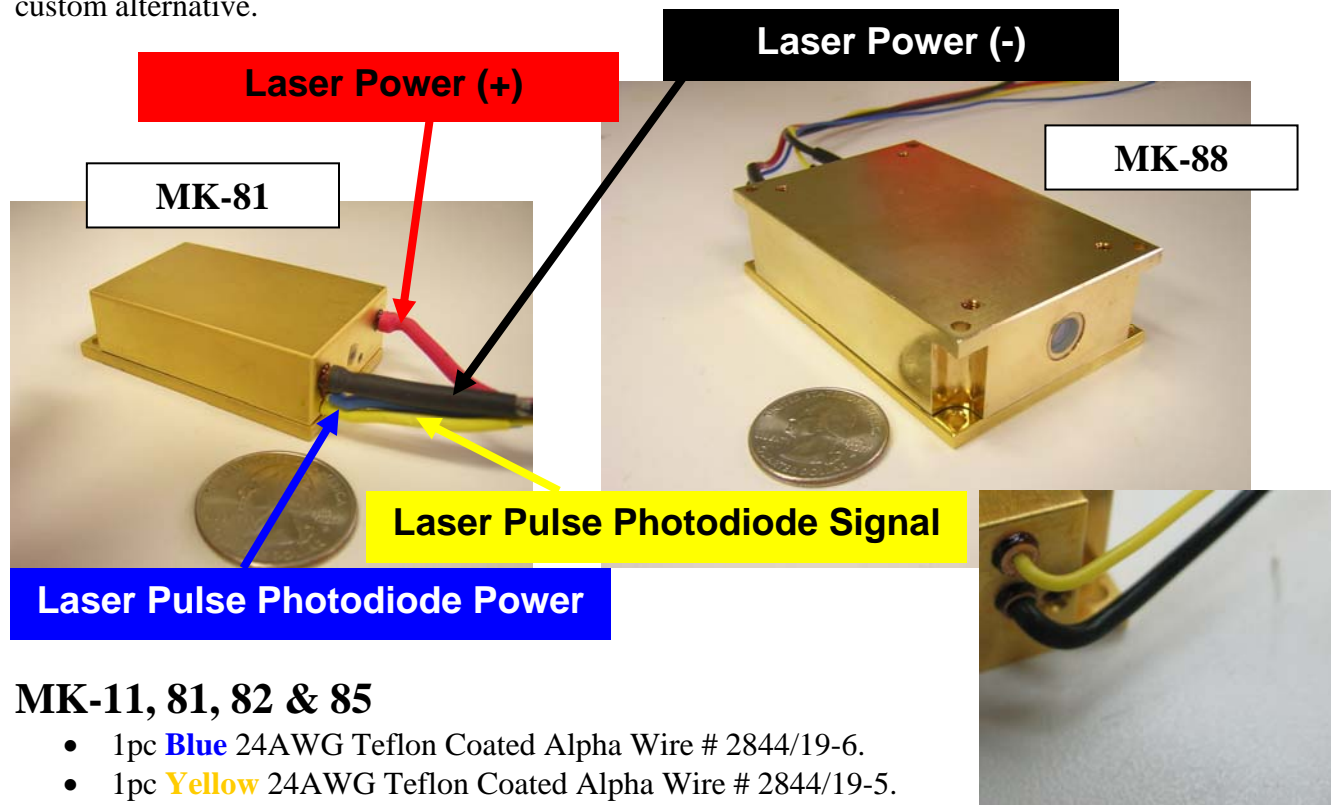 custom alternative.
Laser Power (-)
Laser Power (+)
MK-81
MK-88
Laser Pulse Photodiode Signal
Laser Pulse Photodiode Power
MK-11, 81, 82 & 85
• 1pc Blue 24AWG Teflon Coated Alpha Wire # 2844/19-6.
• 1pc Yellow 24AWG Teflon Coated Alpha Wire # 2844/19-5.